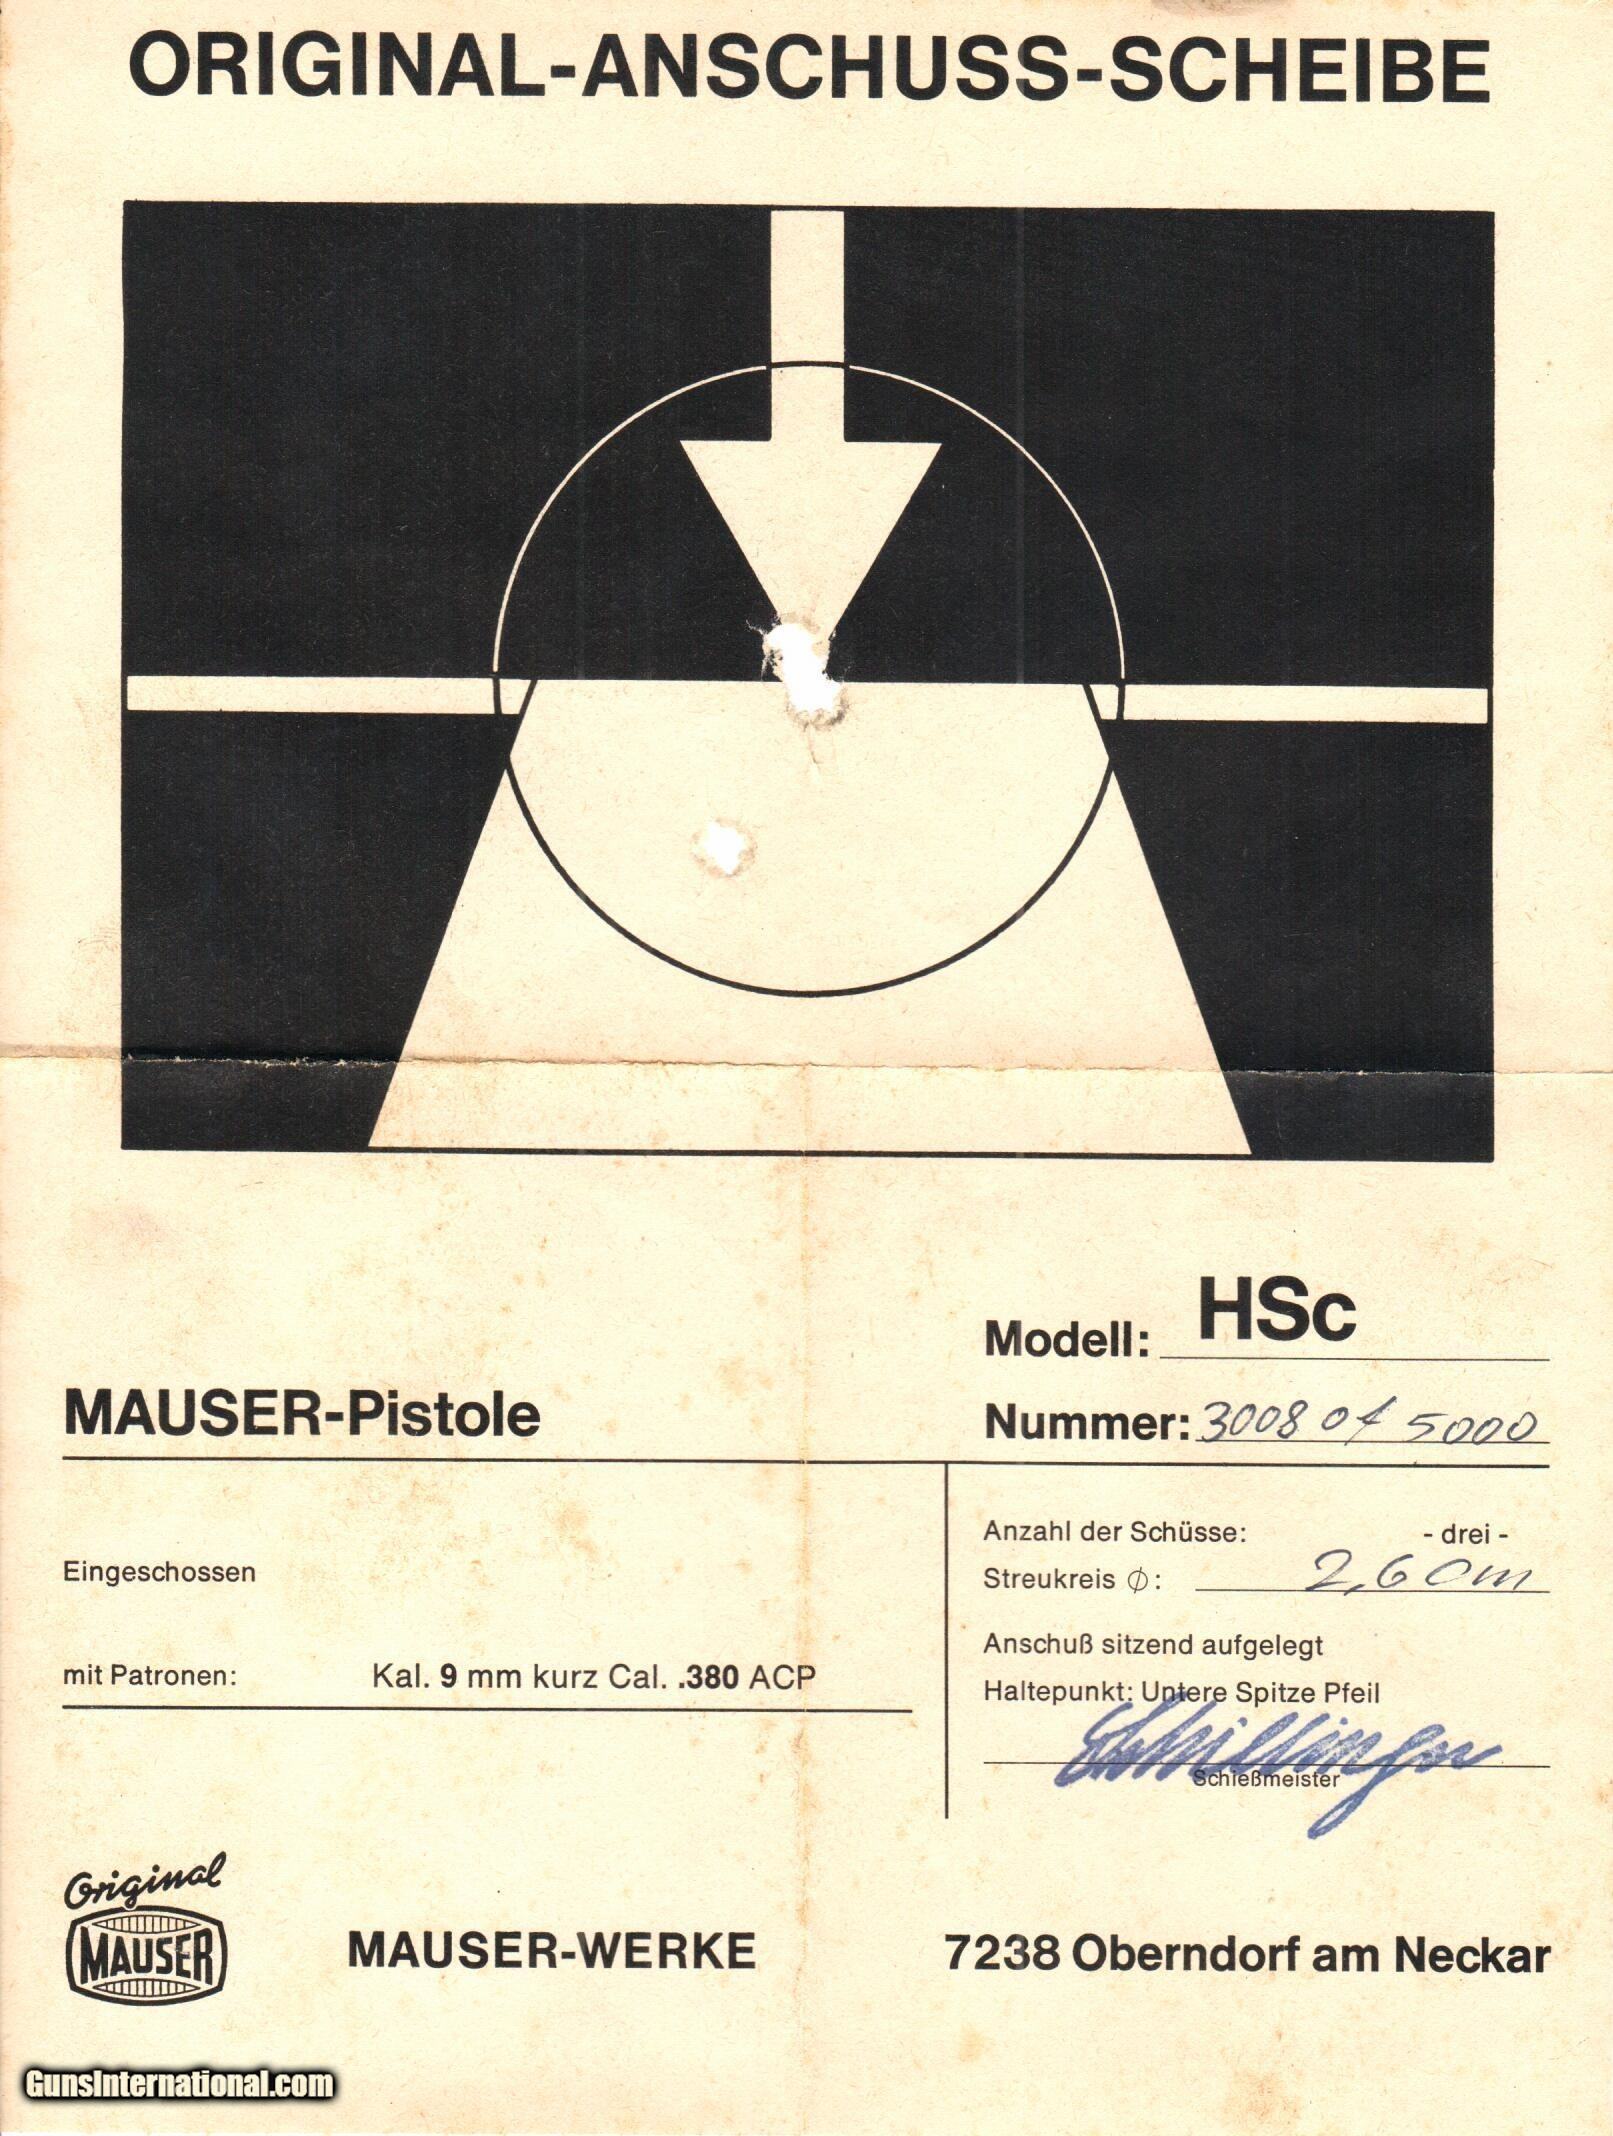 ORIGINAL-ANSCHUSS-SCHEIBE
Modell: HSc
MAUSER-Pistole
Nummer: 3008 of 5000
Eingeschossen
mit Patronen: Kal. 9 mm kurz Cal. .380 ACP
Anzahl der Schüsse: - drei -
Streukreis ∅: 2,6 cm
Anschuß sitzend aufgelegt
Haltepunkt: Untere Spitze Pfeil
Schießmeister
Original
MAUSER
MAUSER-WERKE
7238 Oberndorf am Neckar
GunsInternational.com